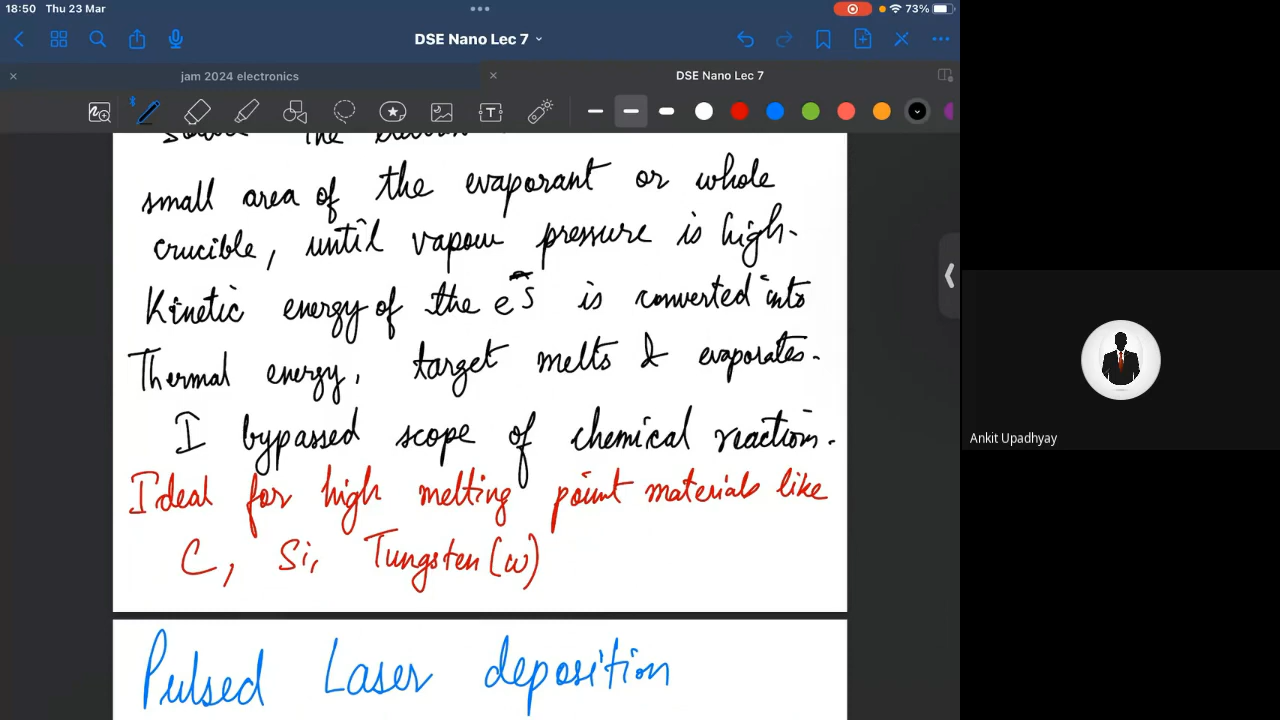 18:50 Thu 23 Mar
73%
DSE Nano Lec 7
jam 2024 electronics
DSE Nano Lec 7
the
small area of the evaporant or whole
crucible, until vapour pressure is high.
Kinetic energy of the e⁻s is converted into
Thermal energy, target melts & evaporates.
I bypassed scope of chemical reaction.
Ideal for high melting point materials like
C, Si, Tungsten (W)
Pulsed Laser deposition
Ankit Upadhyay